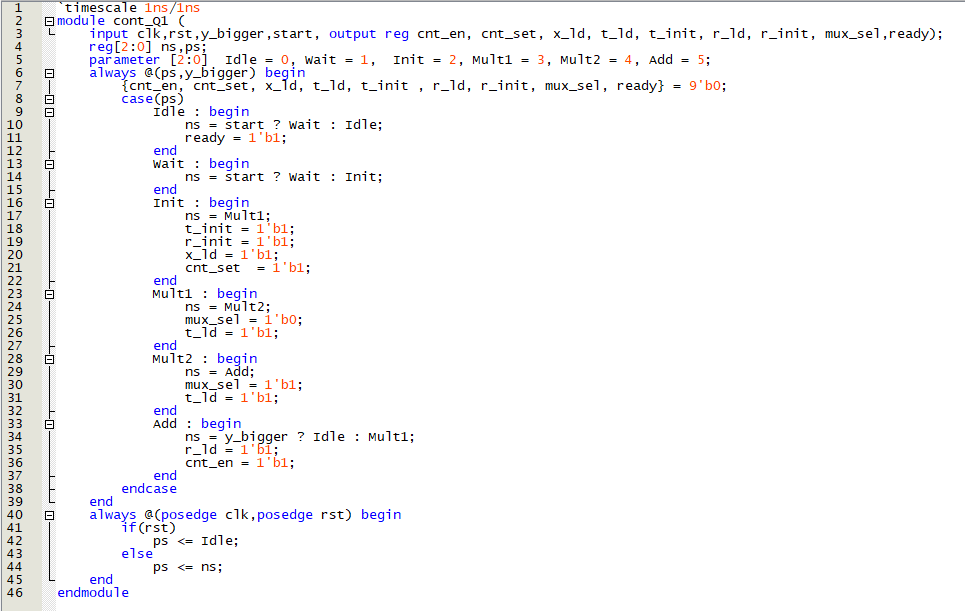 1 `timescale 1ns/1ns
2 module cont_Q1 (
3 input clk,rst,y_bigger,start, output reg cnt_en, cnt_set, x_ld, t_ld, t_init, r_ld, r_init, mux_sel,ready);
4 reg[2:0] ns,ps;
5 parameter [2:0] Idle = 0, Wait = 1, Init = 2, Mult1 = 3, Mult2 = 4, Add = 5;
6 always @(ps,y_bigger) begin
7 {cnt_en, cnt_set, x_ld, t_ld, t_init , r_ld, r_init, mux_sel, ready} = 9'b0;
8 case(ps)
9 Idle : begin
10 ns = start ? Wait : Idle;
11 ready = 1'b1;
12 end
13 Wait : begin
14 ns = start ? Wait : Init;
15 end
16 Init : begin
17 ns = Mult1;
18 t_init = 1'b1;
19 r_init = 1'b1;
20 x_ld = 1'b1;
21 cnt_set  = 1'b1;
22 end
23 Mult1 : begin
24 ns = Mult2;
25 mux_sel = 1'b0;
26 t_ld = 1'b1;
27 end
28 Mult2 : begin
29 ns = Add;
30 mux_sel = 1'b1;
31 t_ld = 1'b1;
32 end
33 Add : begin
34 ns = y_bigger ? Idle : Mult1;
35 r_ld = 1'b1;
36 cnt_en = 1'b1;
37 end
38 endcase
39 end
40 always @(posedge clk,posedge rst) begin
41 if(rst)
42 ps <= Idle;
43 else
44 ps <= ns;
45 end
46 endmodule